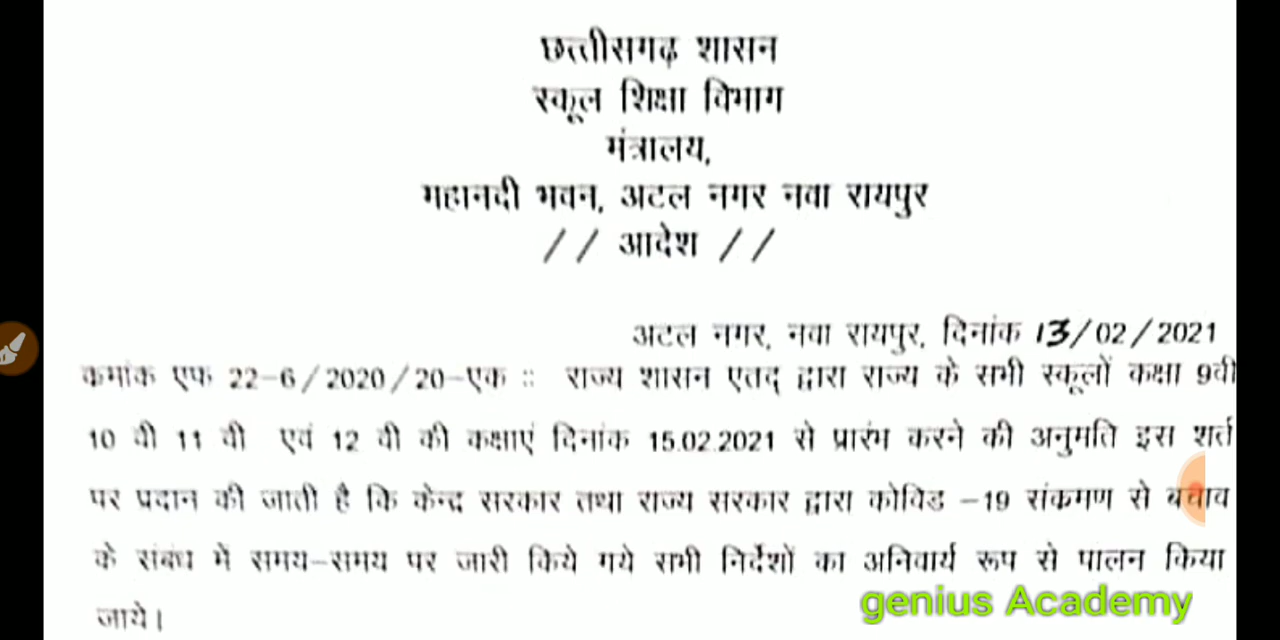 छत्तीसगढ़ शासन
स्कूल शिक्षा विभाग
मंत्रालय,
महानदी भवन, अटल नगर नवा रायपुर
// आदेश //
अटल नगर, नवा रायपुर, दिनांक 13/02/2021
कमांक एफ 22-6/2020/20-एक :: राज्य शासन एतद् द्वारा राज्य के सभी स्कूलों कक्षा 9वी
10 वी 11 वी एवं 12 वी की कक्षाएं दिनांक 15.02.2021 से प्रारंभ करने की अनुमति इस शर्त
पर प्रदान की जाती है कि केन्द्र सरकार तथा राज्य सरकार द्वारा कोविड -19 संकमण से बचाव
के संबंध में समय-समय पर जारी किये गये सभी निर्देशों का अनिवार्य रूप से पालन किया
जाये।
genius Academy